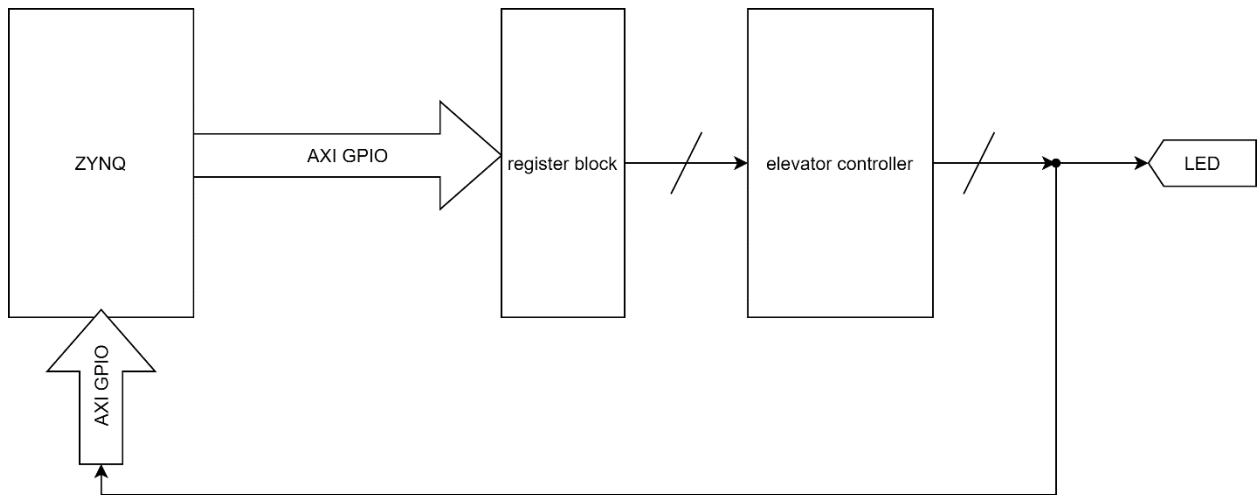 ZYNQ
AXI GPIO
register block
elevator controller
LED
AXI GPIO